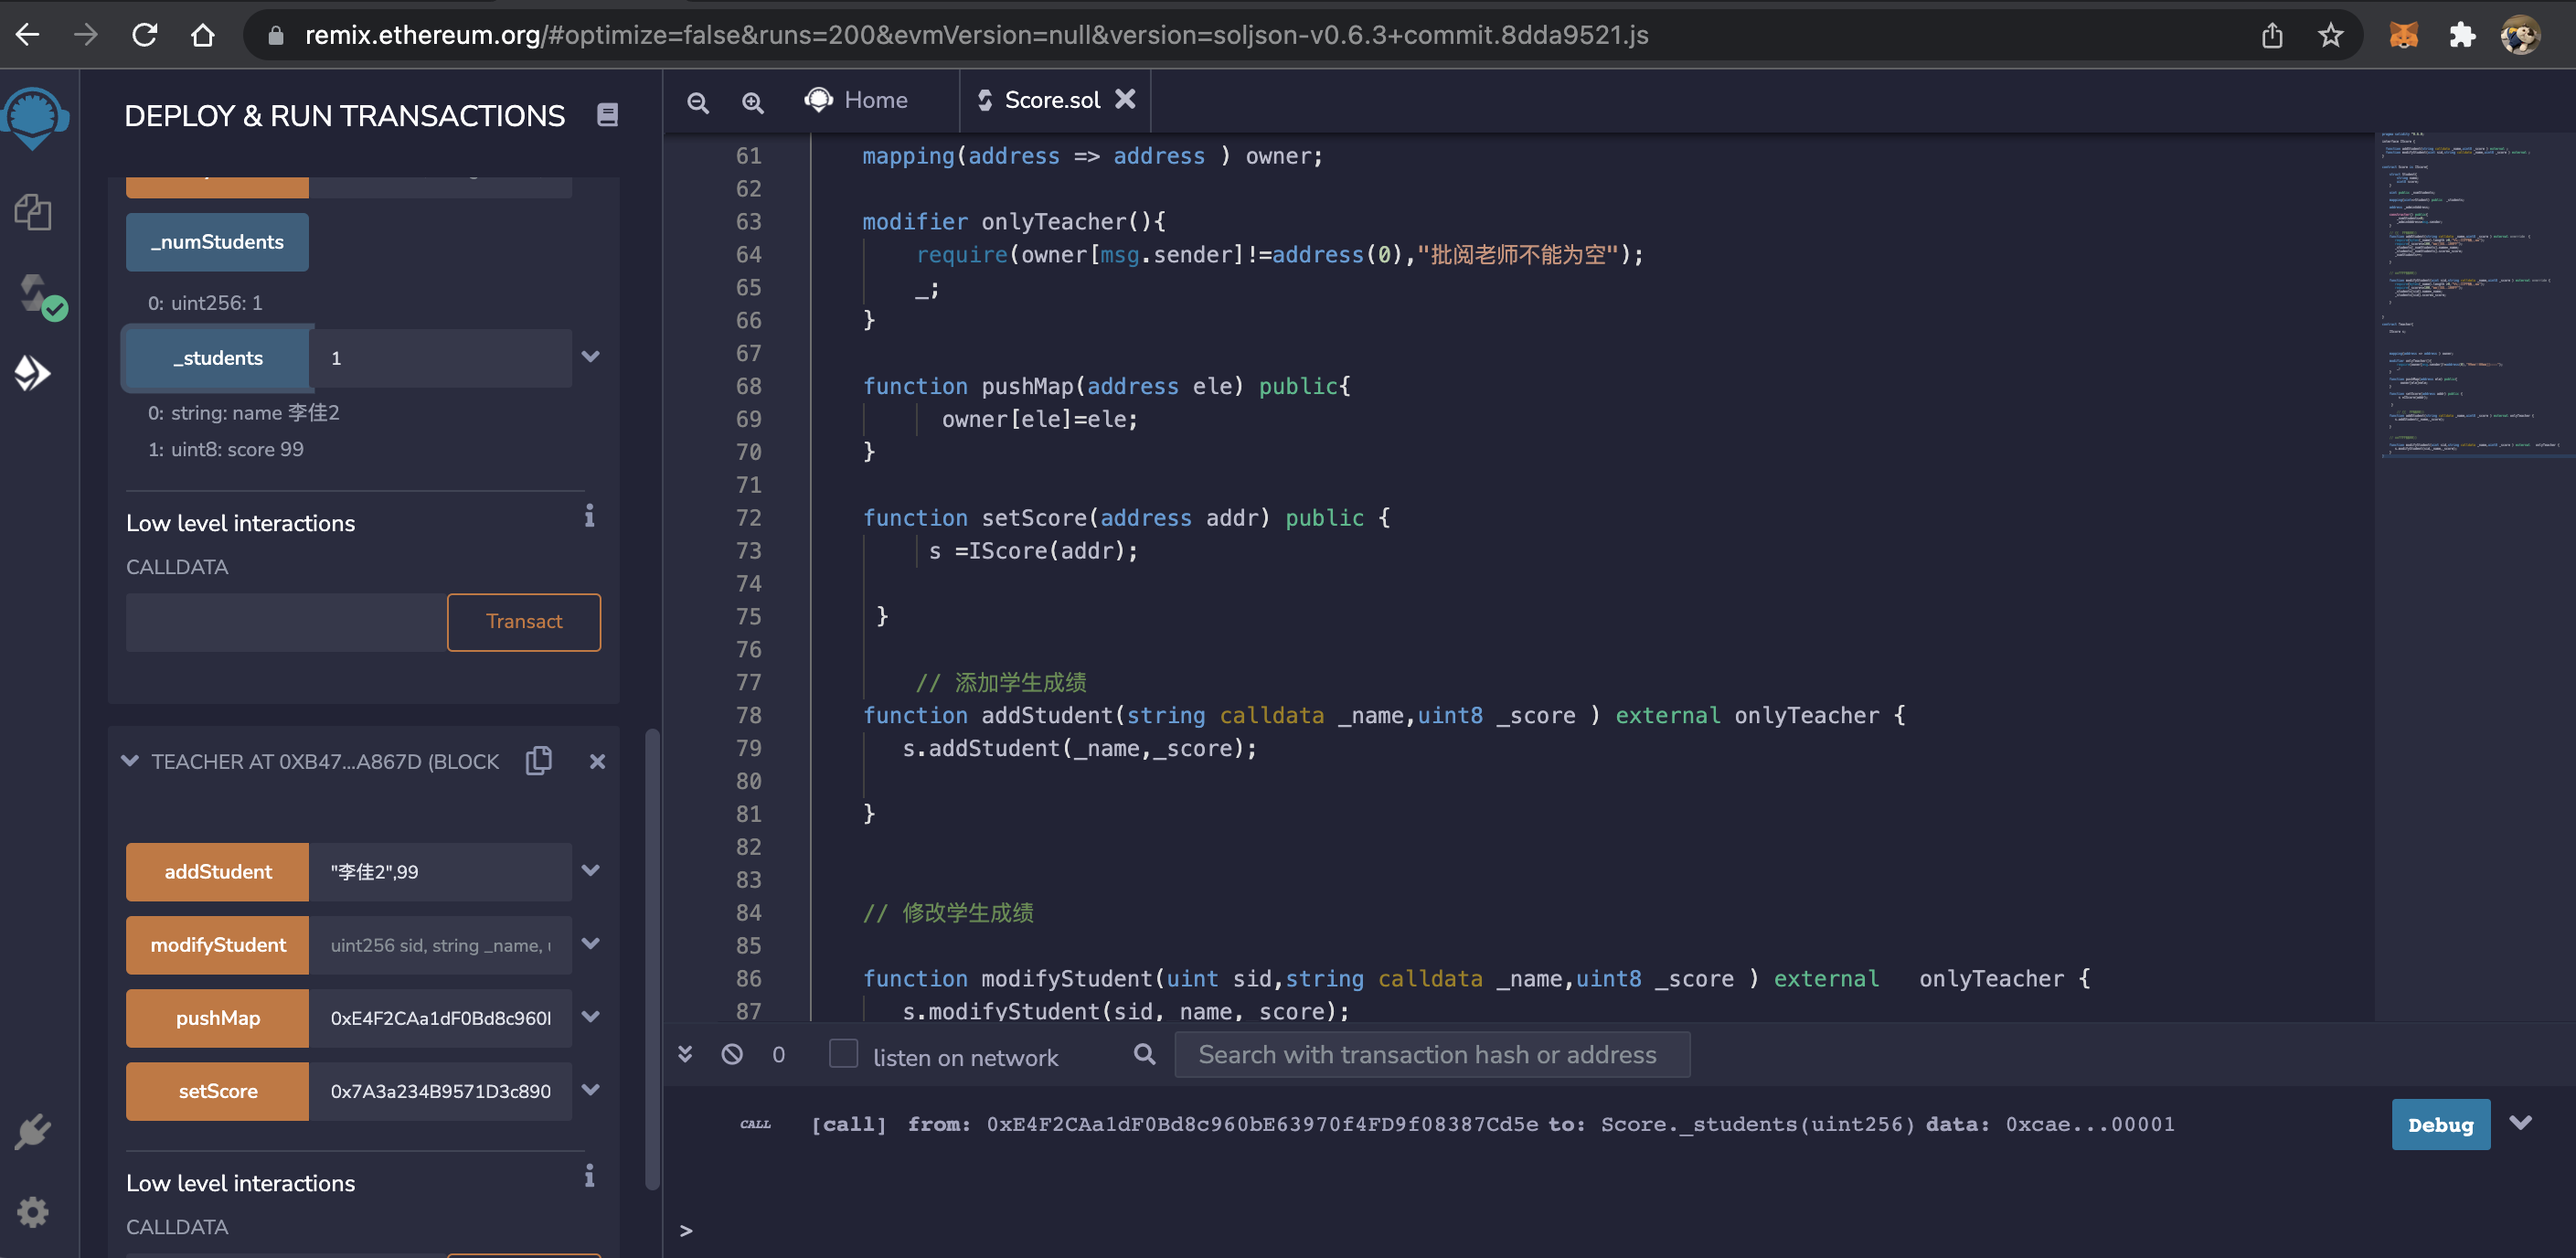 remix.ethereum.org/#optimize=false&runs=200&evmVersion=null&version=soljson-v0.6.3+commit.8dda9521.js
DEPLOY & RUN TRANSACTIONS
_numStudents
0: uint256: 1
_students
1
0: string: name 李佳2
1: uint8: score 99
Low level interactions
i
CALLDATA
Transact
TEACHER AT 0XB47...A867D (BLOCK
addStudent
"李佳2",99
modifyStudent
uint256 sid, string _name, u
pushMap
0xE4F2CAa1dF0Bd8c960
setScore
0x7A3a234B9571D3c890
Low level interactions
i
CALLDATA
Home
Score.sol
61 mapping(address => address ) owner;
62
63 modifier onlyTeacher(){
64 require(owner[msg.sender]!=address(0),"批阅老师不能为空");
65 _;
66 }
67
68 function pushMap(address ele) public{
69 owner[ele]=ele;
70 }
71
72 function setScore(address addr) public {
73 s =IScore(addr);
74
75 }
76
77 // 添加学生成绩
78 function addStudent(string calldata _name,uint8 _score ) external onlyTeacher {
79 s.addStudent(_name,_score);
80
81 }
82
83
84 // 修改学生成绩
85
86 function modifyStudent(uint sid,string calldata _name,uint8 _score ) external onlyTeacher {
87 s.modifyStudent(sid,_name,_score);
0
listen on network
Search with transaction hash or address
CALL [call] from: 0xE4F2CAa1dF0Bd8c960bE63970f4FD9f08387Cd5e to: Score._students(uint256) data: 0xcae...00001
Debug
>